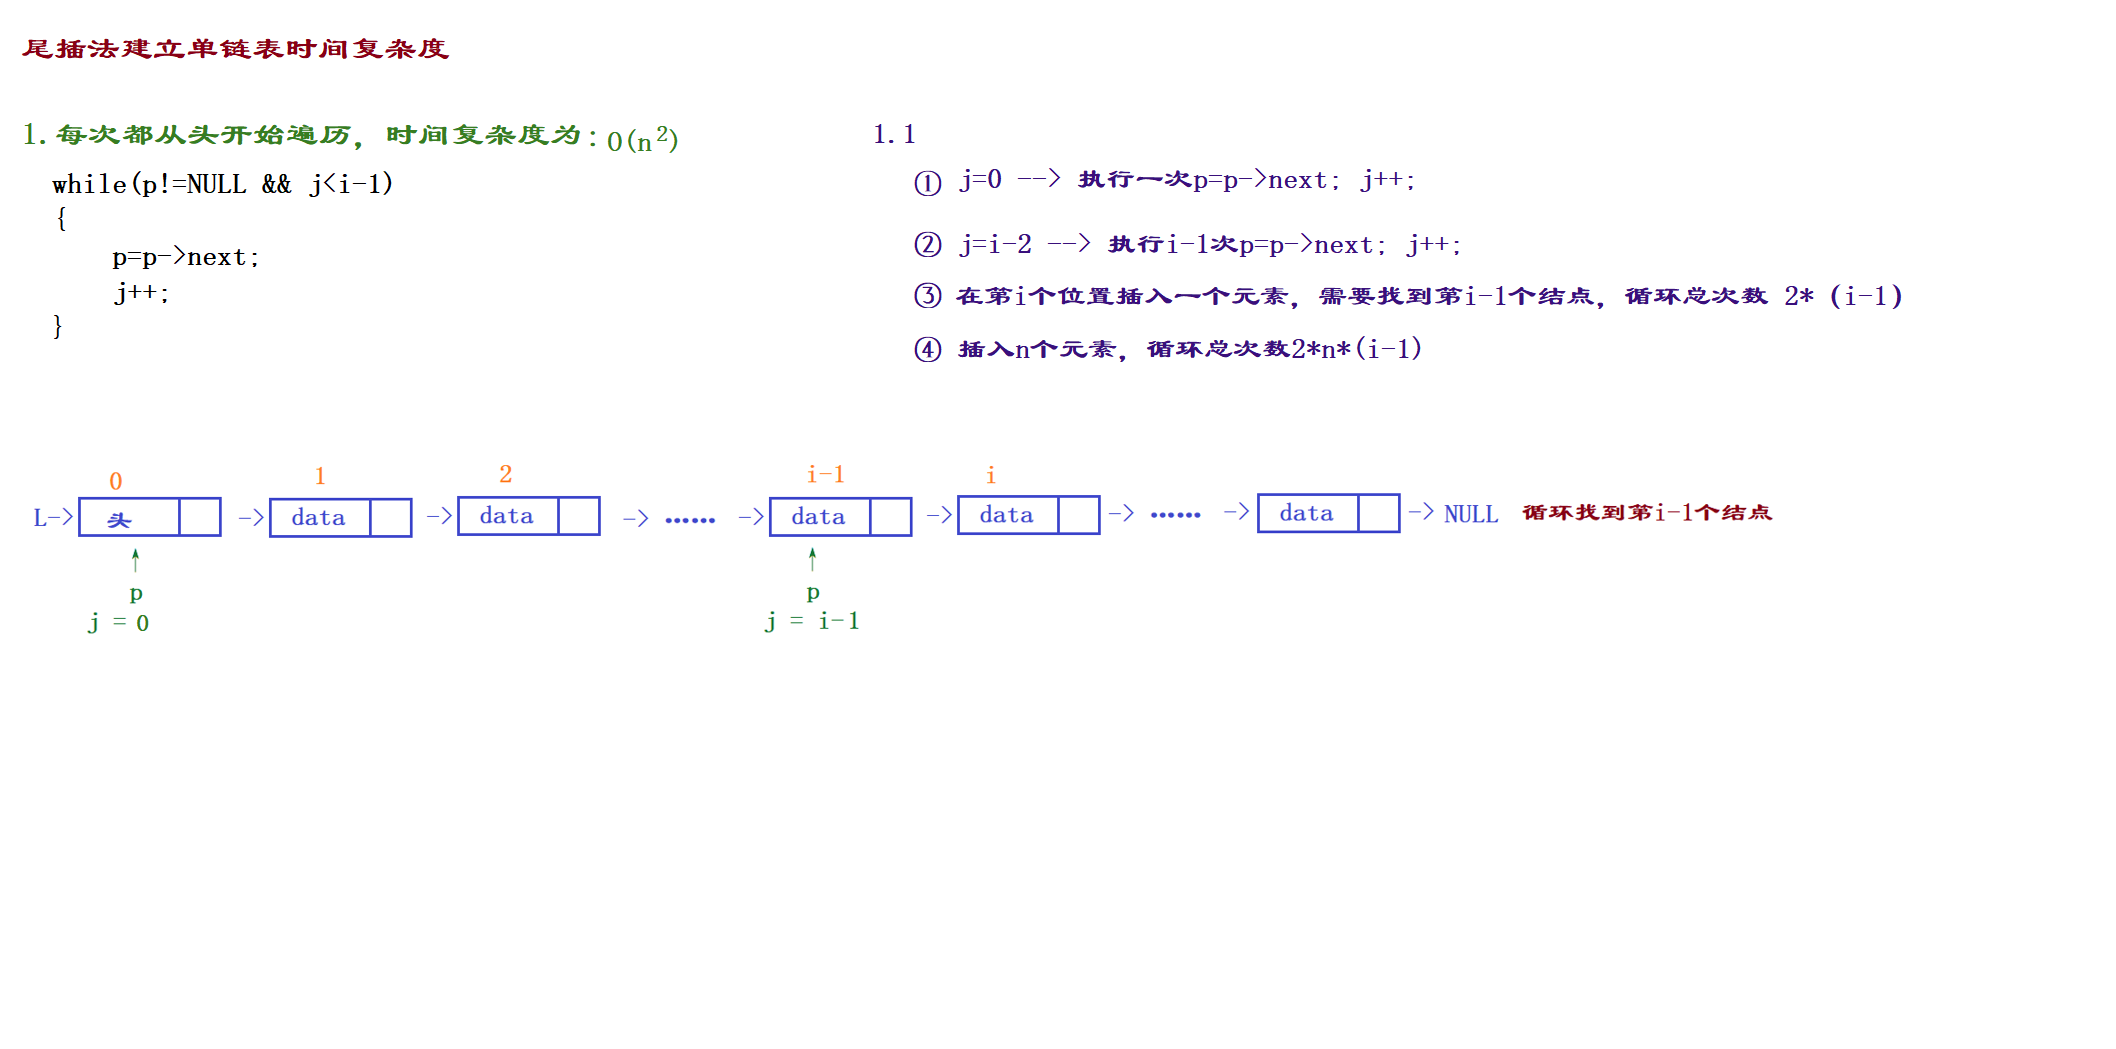 尾插法建立单链表时间复杂度
1.每次都从头开始遍历，时间复杂度为:O(n²)
while(p!=NULL && j<i-1)
{
p=p->next;
j++;
}
1.1
① j=0 --> 执行一次p=p->next; j++;
② j=i-2 --> 执行i-1次p=p->next; j++;
③ 在第i个位置插入一个元素，需要找到第i-1个结点，循环总次数 2* (i-1)
④ 插入n个元素，循环总次数2*n*(i-1)
0 1 2 i-1 i
L-> 头 -> data -> data -> …… -> data -> data -> …… -> data -> NULL 循环找到第i-1个结点
p p
j = 0 j = i-1